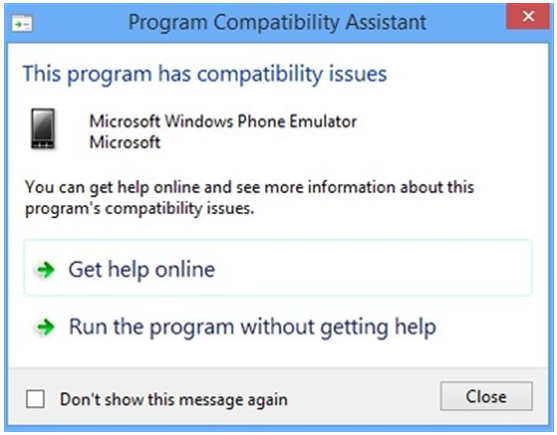 Program Compatibility Assistant
This program has compatibility issues
Microsoft Windows Phone Emulator
Microsoft
You can get help online and see more information about this
program's compatibility issues.
Get help online
Run the program without getting help
Don't show this message again
Close